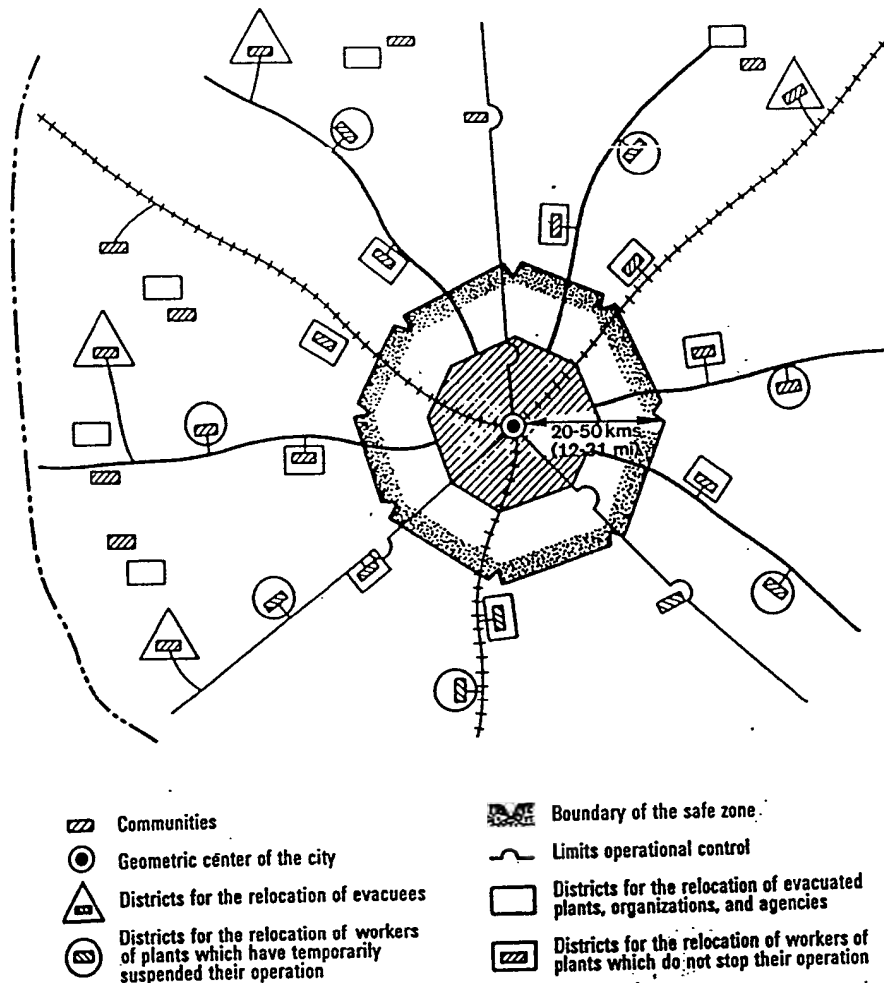 20-50 kms
(12-31 mi)
Communities
Geometric center of the city
Districts for the relocation of evacuees
Districts for the relocation of workers
of plants which have temporarily
suspended their operation
Boundary of the safe zone
Limits operational control
Districts for the relocation of evacuated
plants, organizations, and agencies
Districts for the relocation of workers of
plants which do not stop their operation